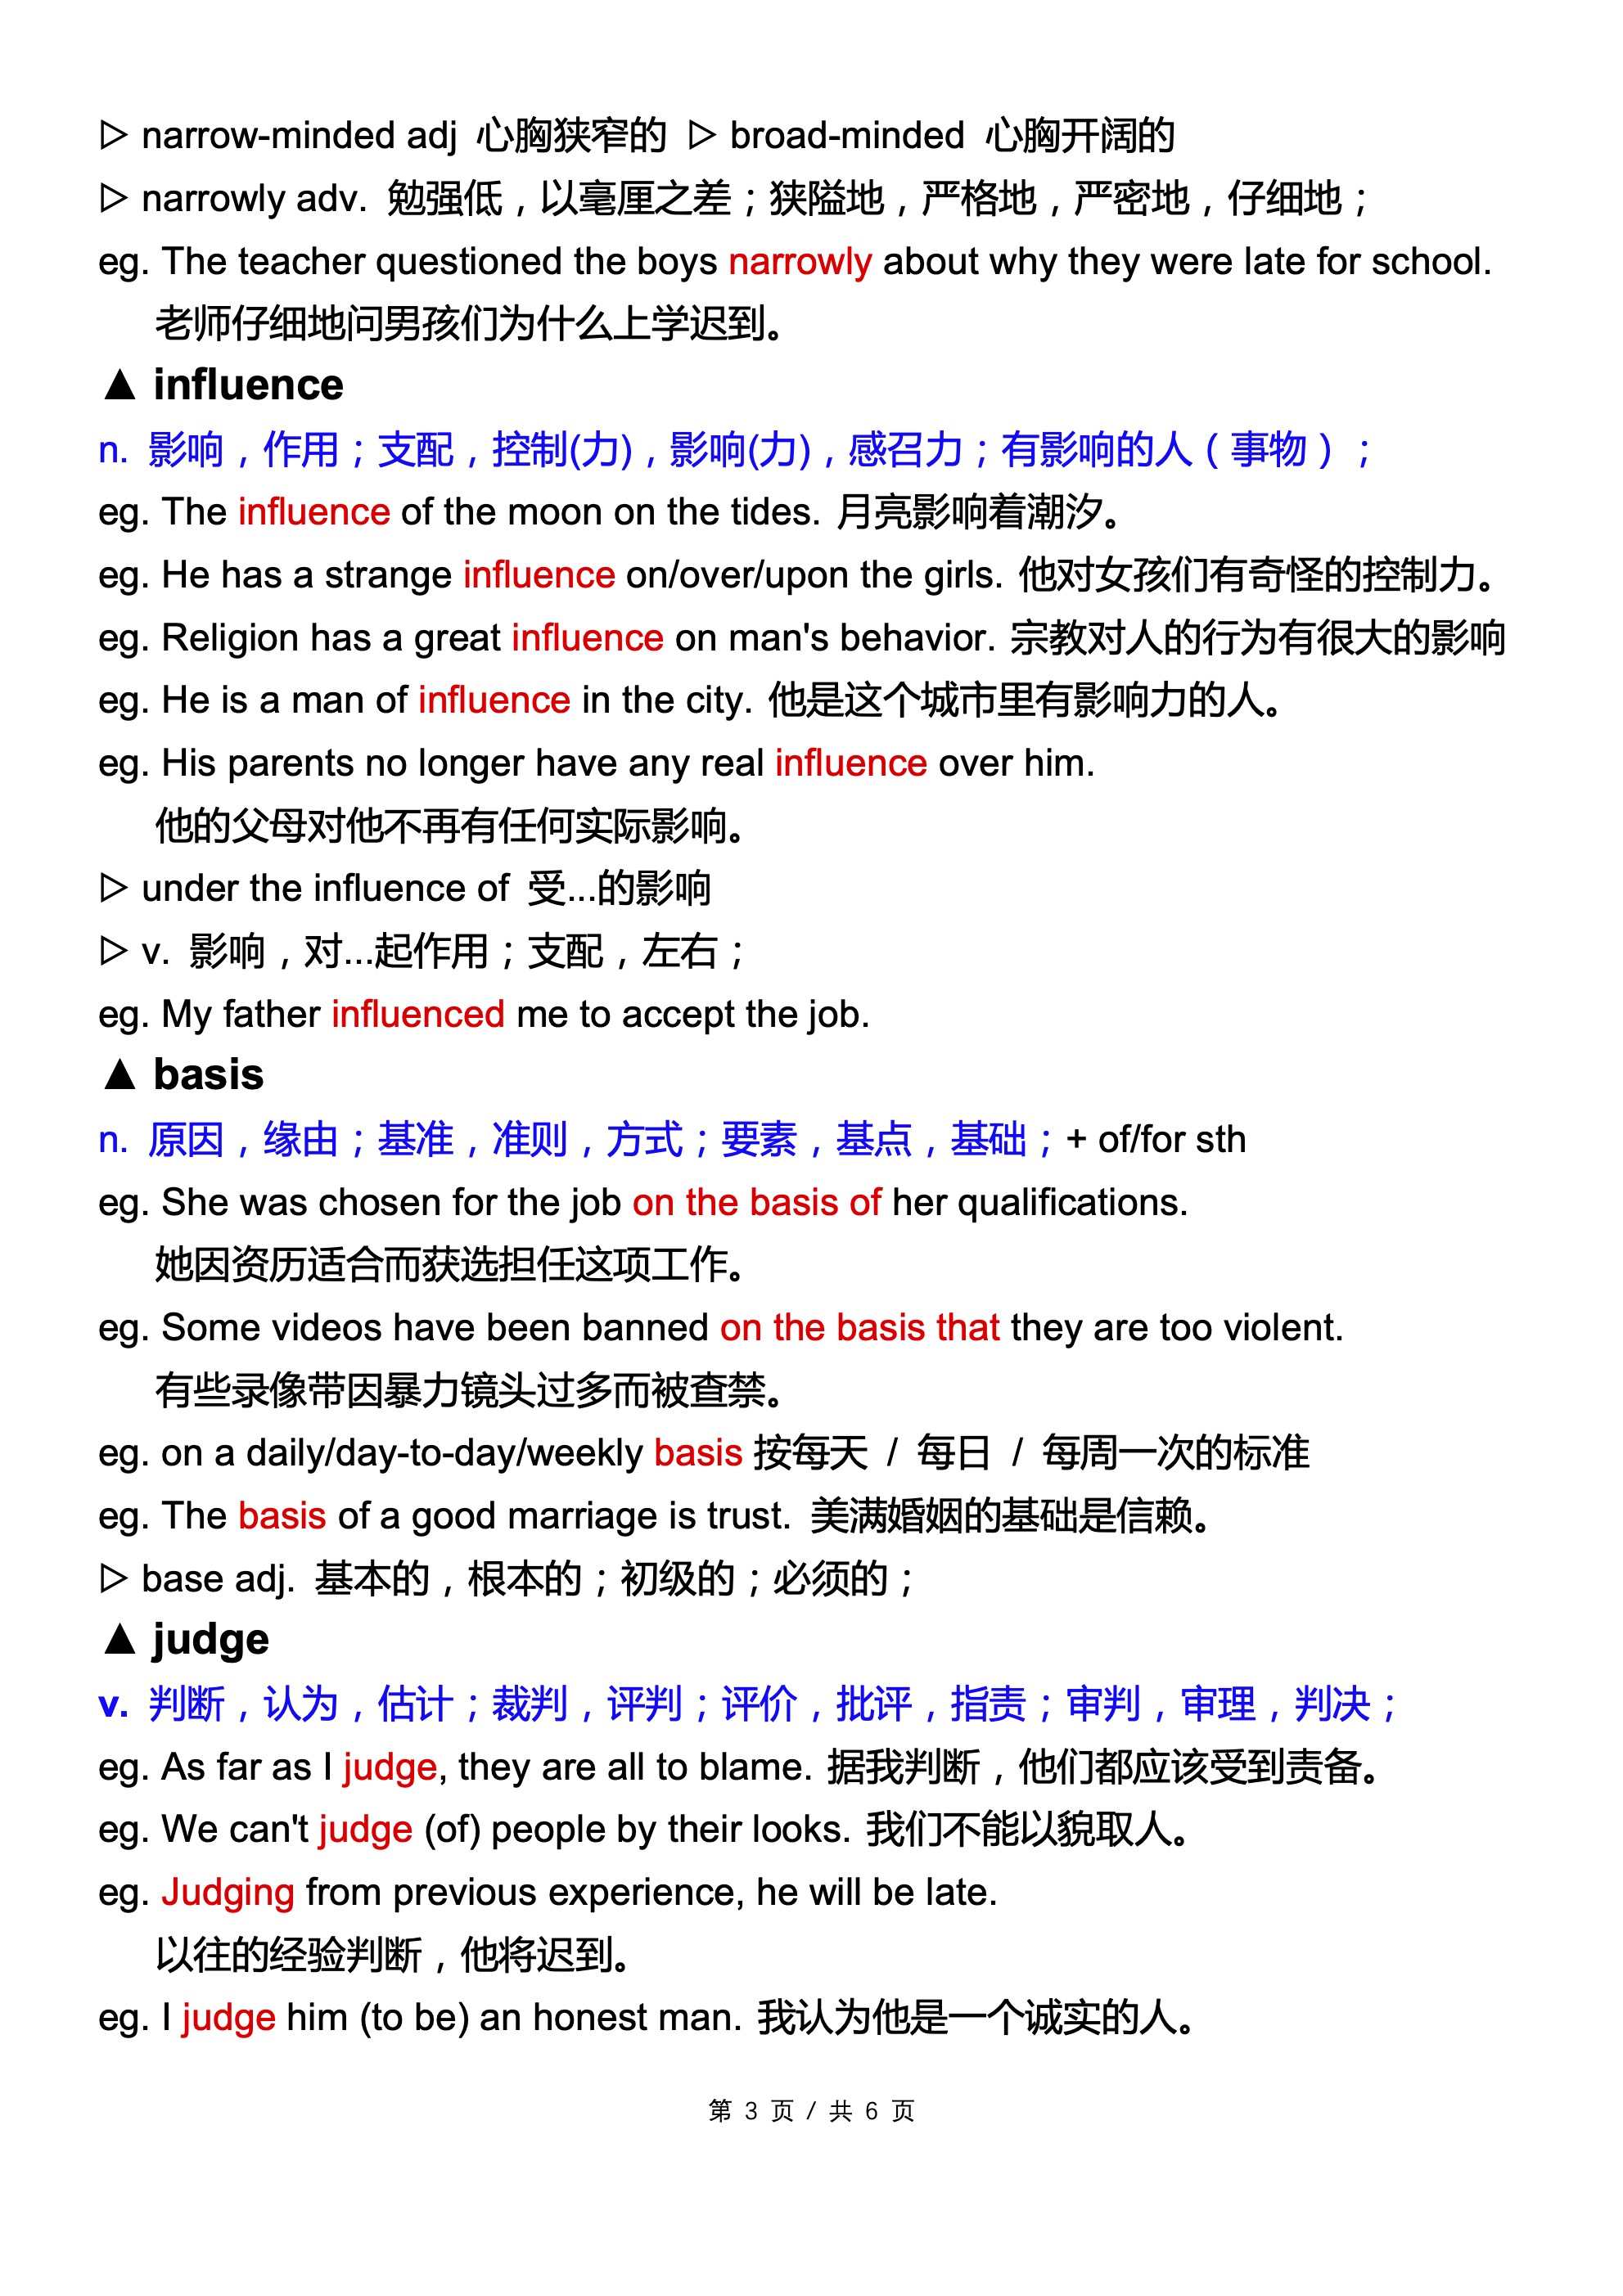 ▷ narrow-minded adj 心胸狭窄的 ▷ broad-minded 心胸开阔的
▷ narrowly adv. 勉强低，以毫厘之差；狭隘地，严格地，严密地，仔细地；
eg. The teacher questioned the boys narrowly about why they were late for school.
老师仔细地问男孩们为什么上学迟到。
▲ influence
n. 影响，作用；支配，控制(力)，影响(力)，感召力；有影响的人（事物）；
eg. The influence of the moon on the tides. 月亮影响着潮汐。
eg. He has a strange influence on/over/upon the girls. 他对女孩们有奇怪的控制力。
eg. Religion has a great influence on man's behavior. 宗教对人的行为有很大的影响
eg. He is a man of influence in the city. 他是这个城市里有影响力的人。
eg. His parents no longer have any real influence over him.
他的父母对他不再有任何实际影响。
▷ under the influence of 受...的影响
▷ v. 影响，对...起作用；支配，左右；
eg. My father influenced me to accept the job.
▲ basis
n. 原因，缘由；基准，准则，方式；要素，基点，基础；+ of/for sth
eg. She was chosen for the job on the basis of her qualifications.
她因资历适合而获选担任这项工作。
eg. Some videos have been banned on the basis that they are too violent.
有些录像带因暴力镜头过多而被查禁。
eg. on a daily/day-to-day/weekly basis 按每天 / 每日 / 每周一次的标准
eg. The basis of a good marriage is trust. 美满婚姻的基础是信赖。
▷ base adj. 基本的，根本的；初级的；必须的；
▲ judge
v. 判断，认为，估计；裁判，评判；评价，批评，指责；审判，审理，判决；
eg. As far as I judge, they are all to blame. 据我判断，他们都应该受到责备。
eg. We can't judge (of) people by their looks. 我们不能以貌取人。
eg. Judging from previous experience, he will be late.
以往的经验判断，他将迟到。
eg. I judge him (to be) an honest man. 我认为他是一个诚实的人。
第 3 页 / 共 6 页